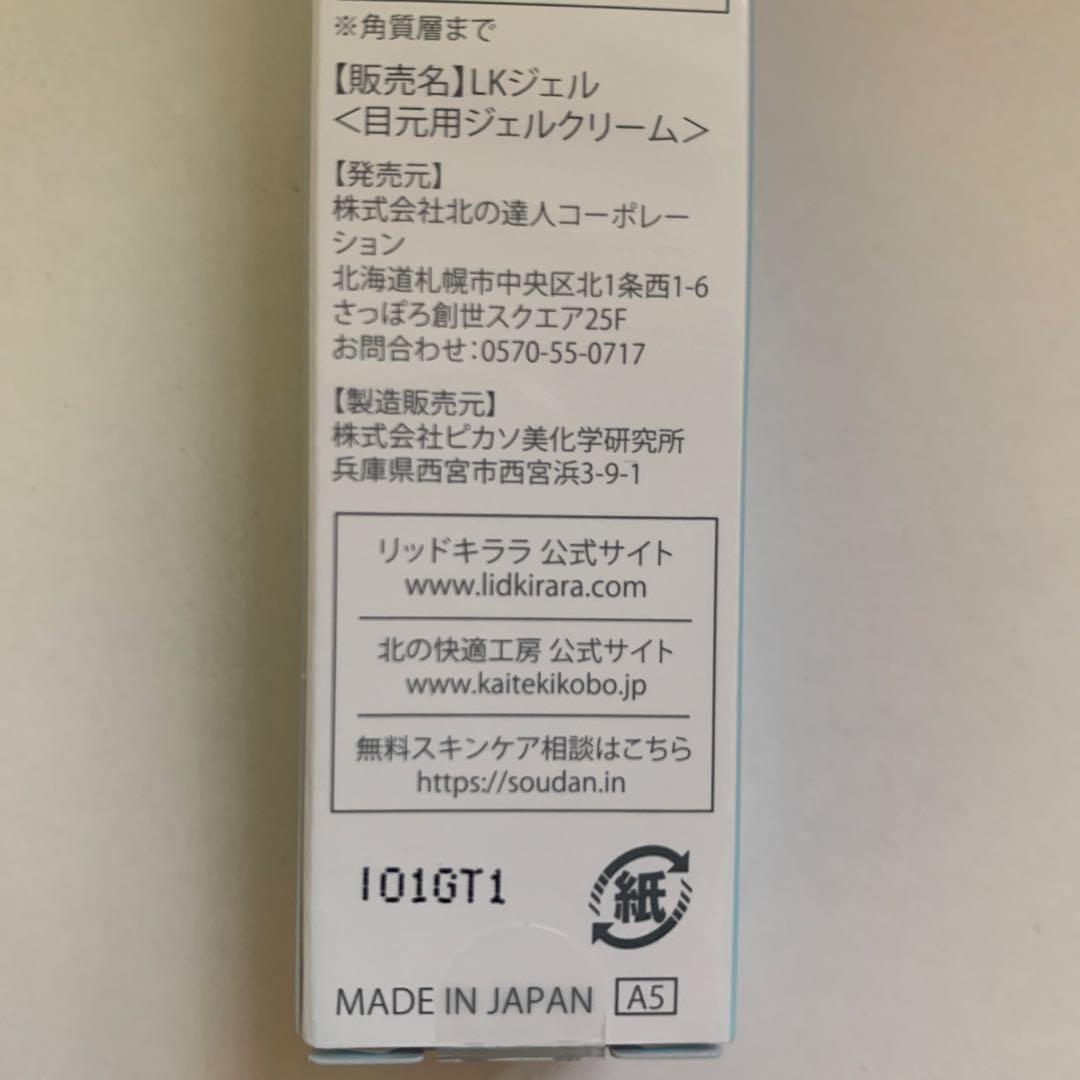 ※角質層まで
【販売名】LKジェル
＜目元用ジェルクリーム＞
【発売元】
株式会社北の達人コーポレー
ション
北海道札幌市中央区北1条西1-6
さっぽろ創世スクエア25F
お問合わせ：0570-55-0717
【製造販売元】
株式会社ピカソ美化学研究所
兵庫県西宮市西宮浜3-9-1
リッドキララ 公式サイト
www.lidkirara.com
北の快適工房 公式サイト
www.kaitekikobo.jp
無料スキンケア相談はこちら
https://soudan.in
I01GT1
紙
MADE IN JAPAN A5